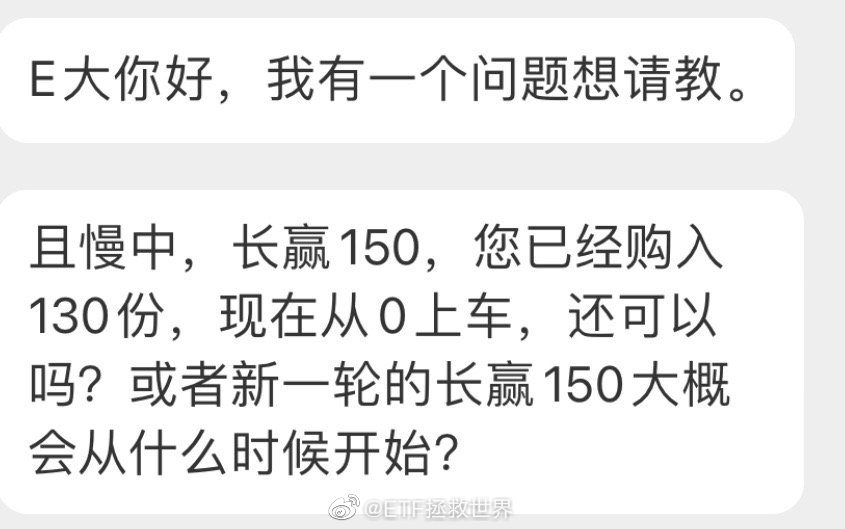 E大你好，我有一个问题想请教。
且慢中，长赢150，您已经购入
130份，现在从0上车，还可以
吗？或者新一轮的长赢150大概
会从什么时候开始？
@ETF拯救世界